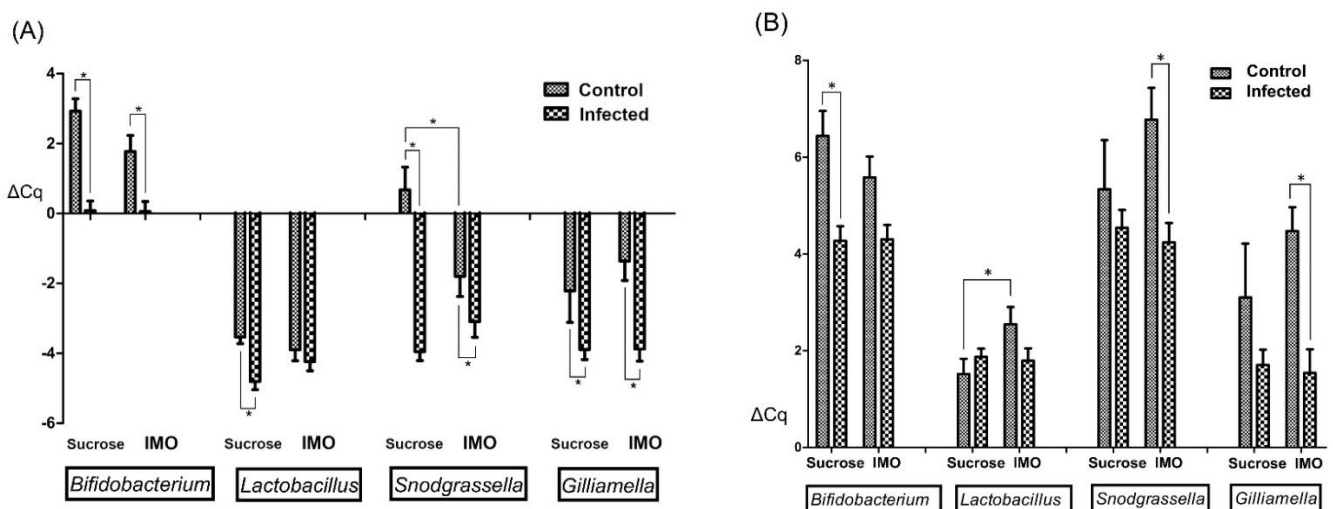 (A)
4
2
0
-2
-4
-6
ΔCq
Control
Infected
*
*
*
*
*
*
*
*
Sucrose IMO Sucrose IMO Sucrose IMO Sucrose IMO
Bifidobacterium Lactobacillus Snodgrassella Gilliamella
(B)
8
6
4
2
0
ΔCq
Control
Infected
*
*
*
*
Sucrose IMO Sucrose IMO Sucrose IMO Sucrose IMO
Bifidobacterium Lactobacillus Snodgrassella Gilliamella